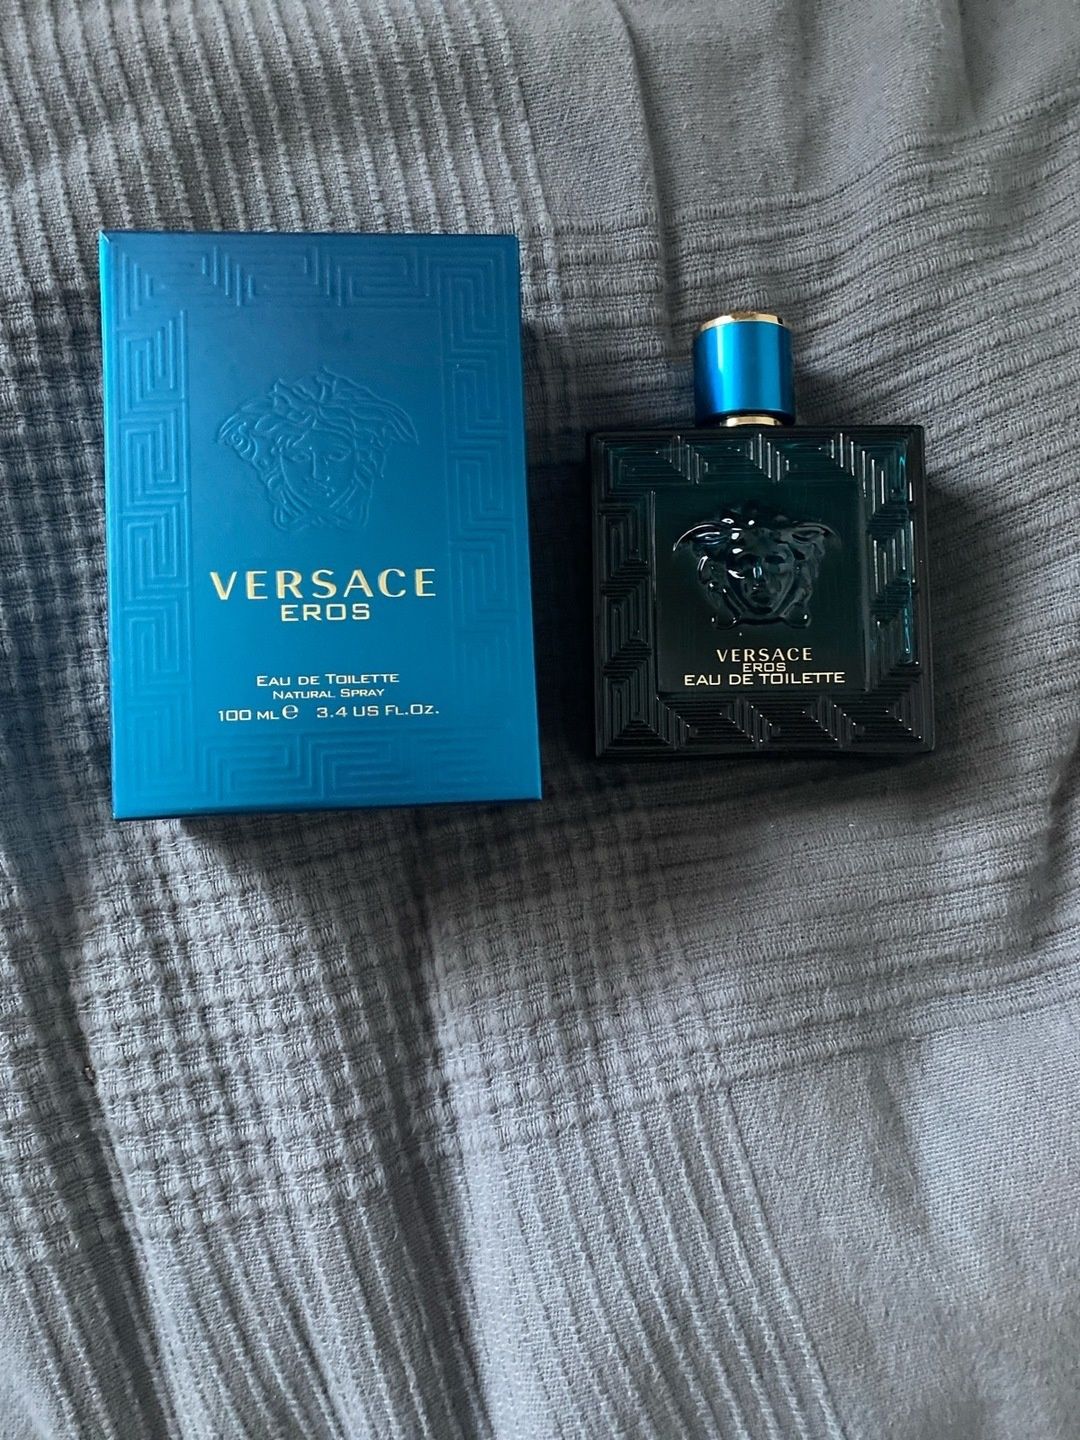 VERSACE
EROS
EAU DE TOILETTE
NATURAL SPRAY
100 ML e 3.4 US FL.OZ.
VERSACE
EROS
EAU DE TOILETTE